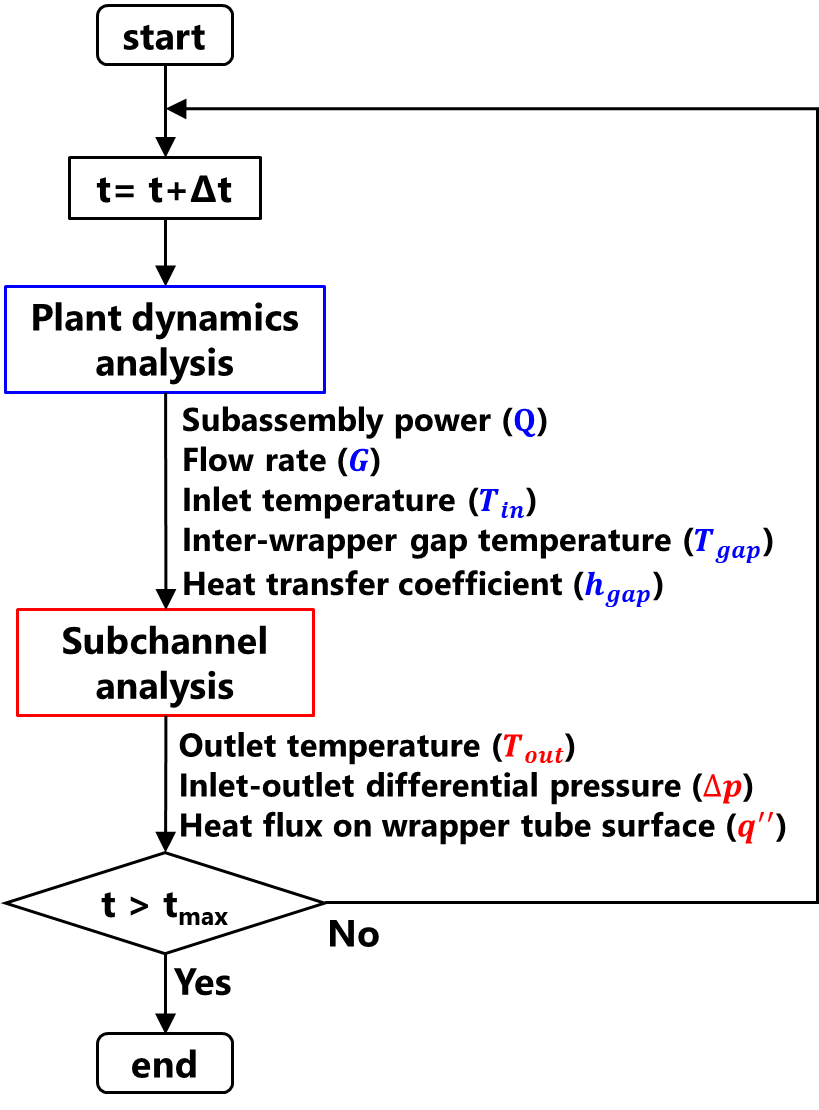 start
t= t+Δt
Plant dynamics
analysis
Subassembly power (Q)
Flow rate (G)
Inlet temperature (T_in)
Inter-wrapper gap temperature (T_gap)
Heat transfer coefficient (h_gap)
Subchannel
analysis
Outlet temperature (T_out)
Inlet-outlet differential pressure (Δp)
Heat flux on wrapper tube surface (q′′)
t > t_max
No
Yes
end